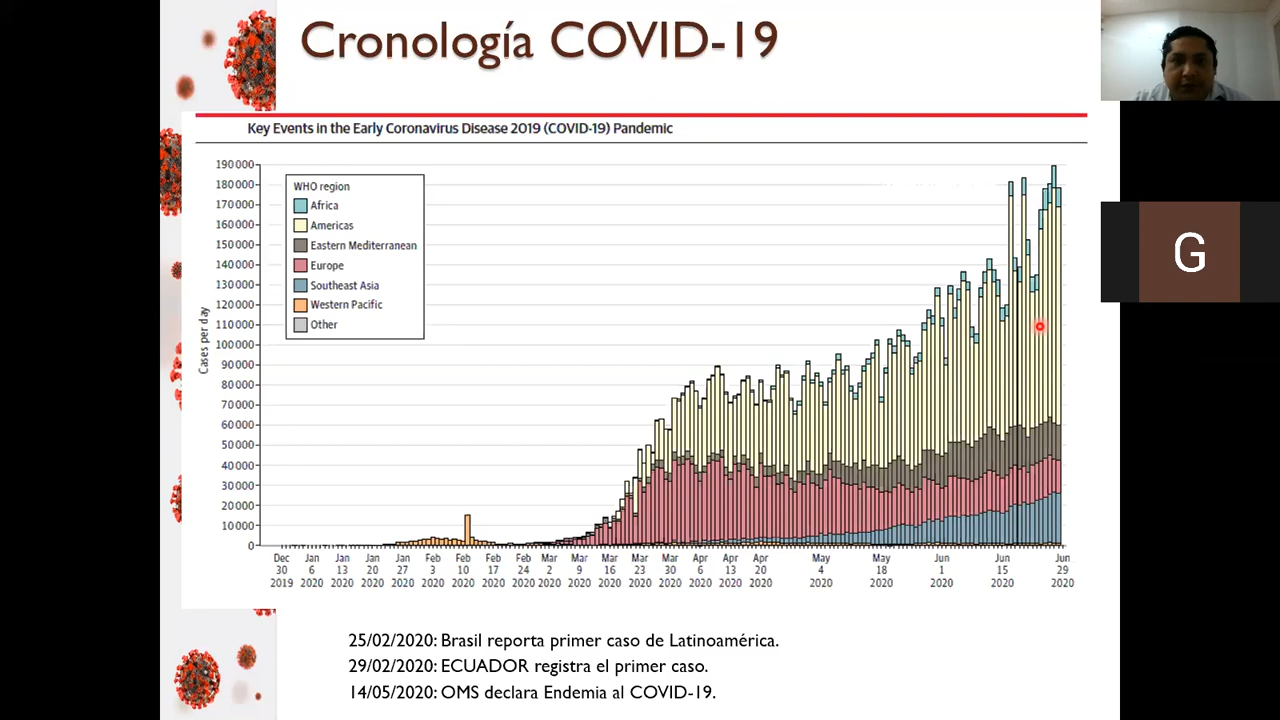 Cronología COVID-19
Key Events in the Early Coronavirus Disease 2019 (COVID-19) Pandemic
G
190 000
180 000
170 000
160 000
150 000
140 000
130 000
120 000
110 000
100 000
90 000
80 000
70 000
60 000
50 000
40 000
30 000
20 000
10 000
0
Cases per day
WHO region
Africa
Americas
Eastern Mediterranean
Europe
Southeast Asia
Western Pacific
Other
Dec Jan Jan Jan Jan Feb Feb Feb Feb Mar Mar Mar Mar Mar Apr Apr Apr May May Jun Jun Jun
30 6 13 20 27 3 10 17 24 2 9 16 23 30 6 13 20 4 18 1 15 29
2019 2020 2020 2020 2020 2020 2020 2020 2020 2020 2020 2020 2020 2020 2020 2020 2020 2020 2020 2020 2020 2020
25/02/2020: Brasil reporta primer caso de Latinoamérica.
29/02/2020: ECUADOR registra el primer caso.
14/05/2020: OMS declara Endemia al COVID-19.